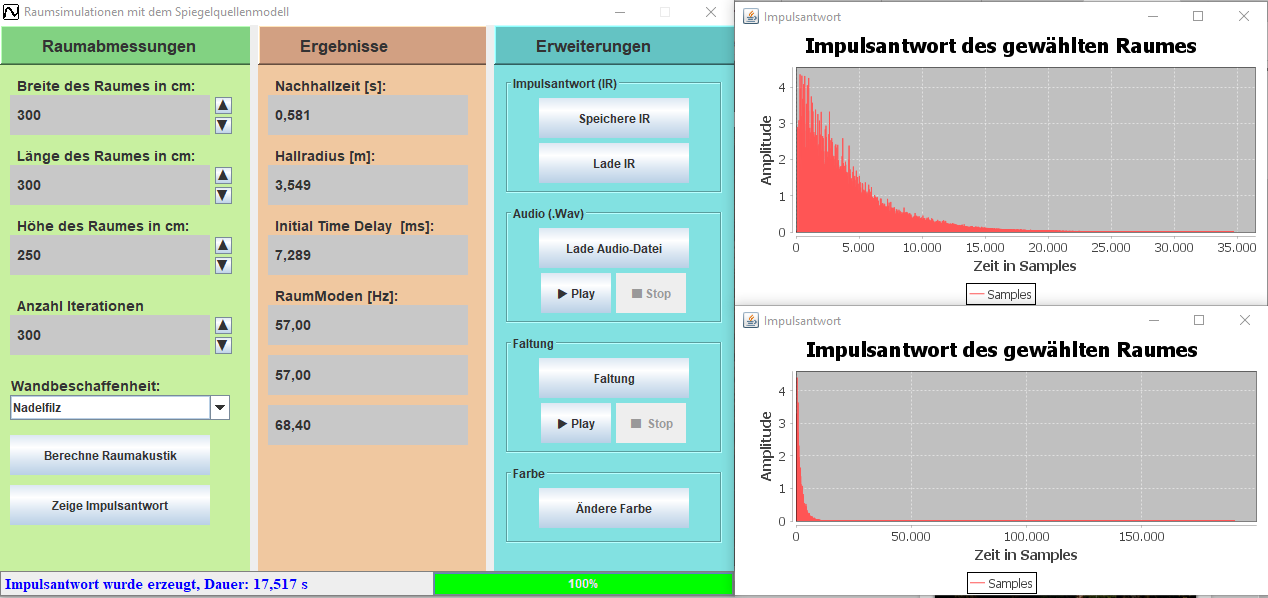 Raumsimulationen mit dem Spiegelquellenmodell
Raumabmessungen
Breite des Raumes in cm:
300
Länge des Raumes in cm:
300
Höhe des Raumes in cm:
250
Anzahl Iterationen
300
Wandbeschaffenheit:
Nadelfilz
Berechne Raumakustik
Zeige Impulsantwort
Ergebnisse
Nachhallzeit [s]:
0,581
Hallradius [m]:
3,549
Initial Time Delay [ms]:
7,289
RaumModen [Hz]:
57,00
57,00
68,40
Erweiterungen
Impulsantwort (IR)
Speichere IR
Lade IR
Audio (.Wav)
Lade Audio-Datei
Play Stop
Faltung
Faltung
Play Stop
Farbe
Ändere Farbe
Impulsantwort wurde erzeugt, Dauer: 17,517 s
100%
Impulsantwort
Impulsantwort des gewählten Raumes
Amplitude
4
3
2
1
0
0 5.000 10.000 15.000 20.000 25.000 30.000 35.000
Zeit in Samples
Samples
Impulsantwort
Impulsantwort des gewählten Raumes
Amplitude
4
3
2
1
0
0 50.000 100.000 150.000
Zeit in Samples
Samples